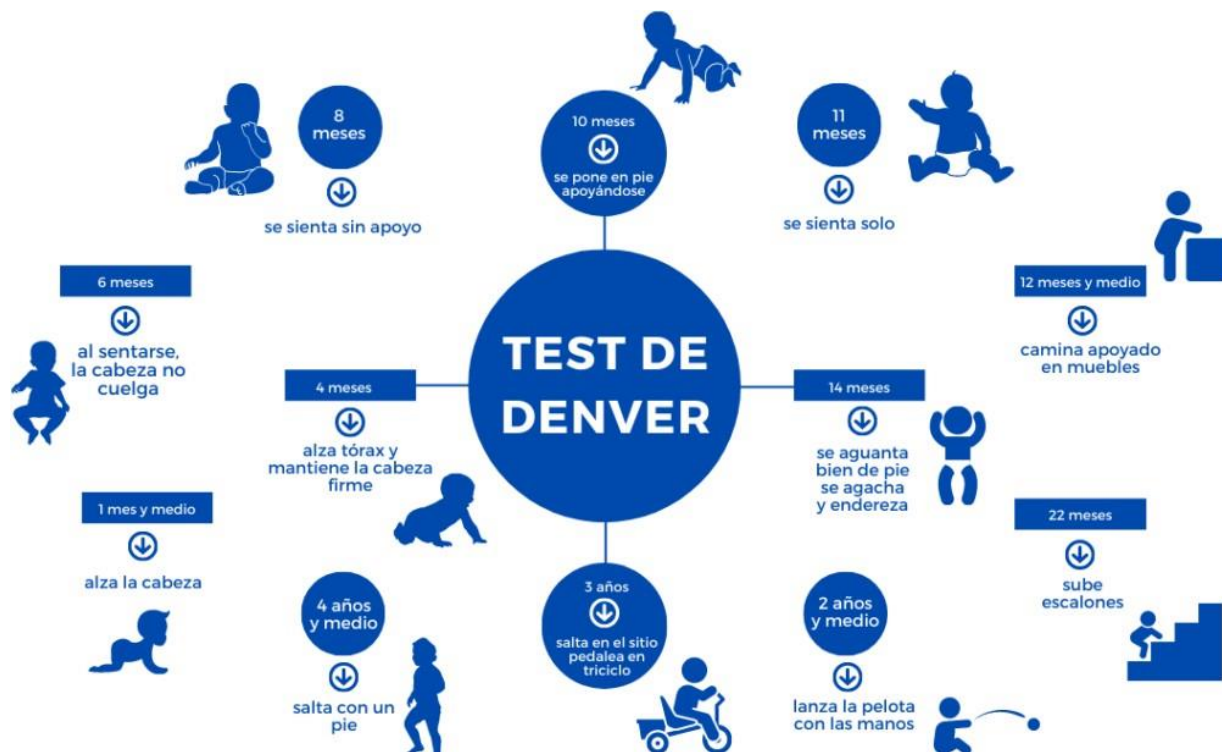 8
meses
se sienta sin apoyo
10 meses
se pone en pie
apoyándose
11
meses
se sienta solo
6 meses
al sentarse,
la cabeza no
cuelga
12 meses y medio
camina apoyado
en muebles
TEST DE
DENVER
4 meses
alza tórax y
mantiene la cabeza
firme
14 meses
se aguanta
bien de pie
se agacha
y endereza
1 mes y medio
alza la cabeza
22 meses
sube
escalones
4 años
y medio
salta con un
pie
3 años
salta en el sitio
pedalea en
triciclo
2 años
y medio
lanza la pelota
con las manos